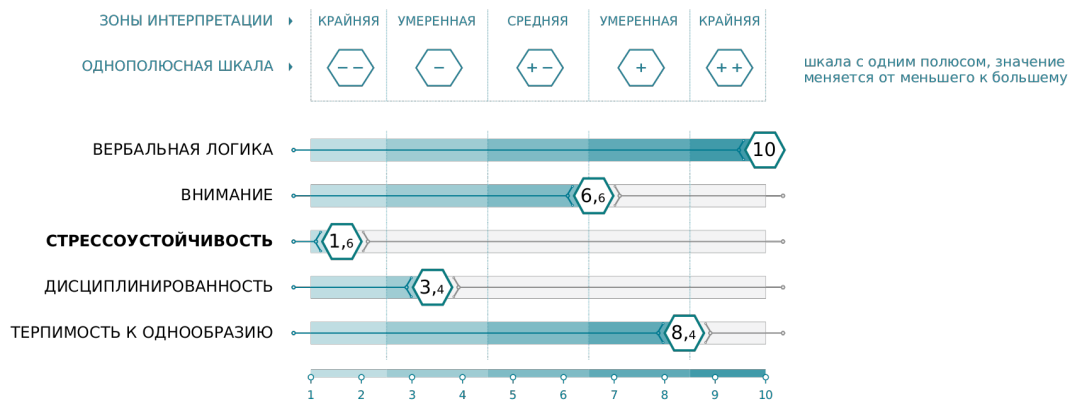 ЗОНЫ ИНТЕРПРЕТАЦИИ КРАЙНЯЯ УМЕРЕННАЯ СРЕДНЯЯ УМЕРЕННАЯ КРАЙНЯЯ
ОДНОПОЛЮСНАЯ ШКАЛА − − − + − + + +
шкала с одним полюсом, значение
меняется от меньшего к большему
ВЕРБАЛЬНАЯ ЛОГИКА 10
ВНИМАНИЕ 6,6
СТРЕССОУСТОЙЧИВОСТЬ 1,6
ДИСЦИПЛИНИРОВАННОСТЬ 3,4
ТЕРПИМОСТЬ К ОДНООБРАЗИЮ 8,4
1 2 3 4 5 6 7 8 9 10